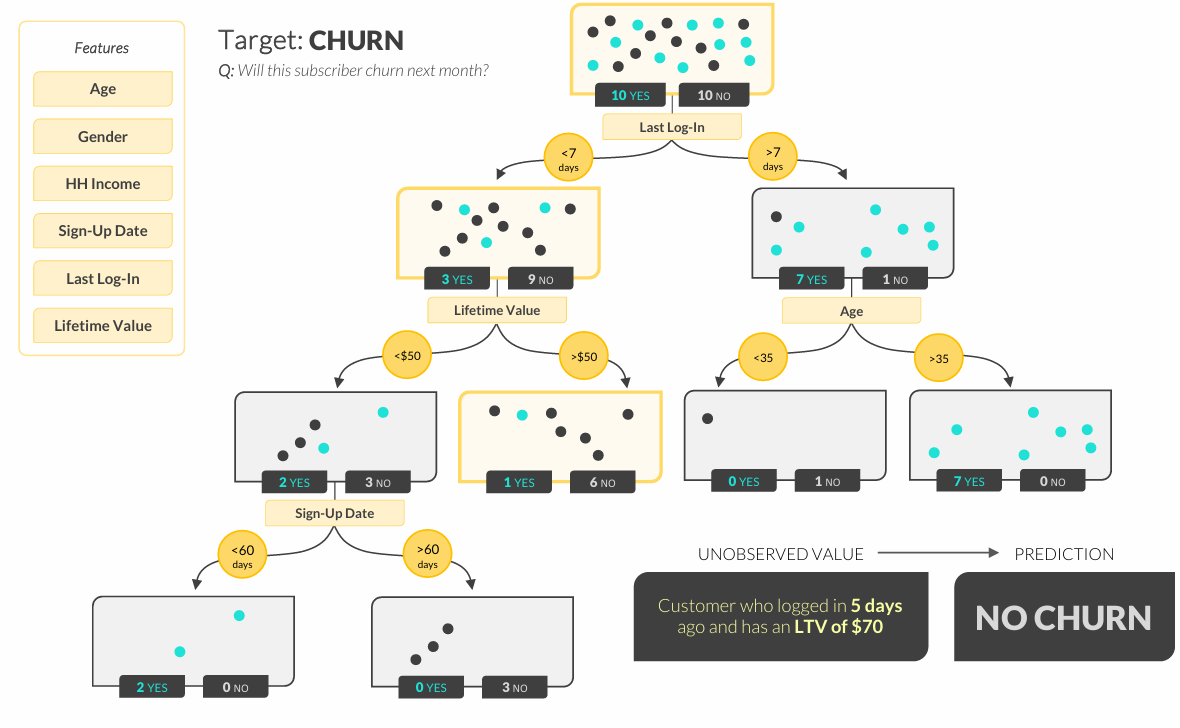 Features
Age
Gender
HH Income
Sign-Up Date
Last Log-In
Lifetime Value
Target: CHURN
Q: Will this subscriber churn next month?
10 YES 10 NO
Last Log-In
<7 days
>7 days
3 YES 9 NO
7 YES 1 NO
Lifetime Value
Age
<$50
>$50
<35
>35
2 YES 3 NO
1 YES 6 NO
0 YES 1 NO
7 YES 0 NO
Sign-Up Date
<60 days
>60 days
2 YES 0 NO
0 YES 3 NO
UNOBSERVED VALUE
PREDICTION
Customer who logged in 5 days
ago and has an LTV of $70
NO CHURN